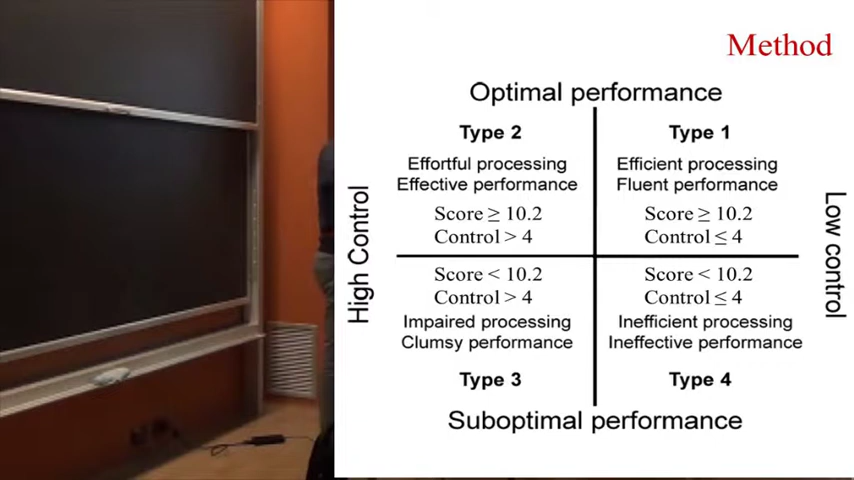 Method
Optimal performance
Type 2
Effortful processing
Effective performance
Score ≥ 10.2
Control > 4
Type 1
Efficient processing
Fluent performance
Score ≥ 10.2
Control ≤ 4
High Control
Low control
Score < 10.2
Control > 4
Impaired processing
Clumsy performance
Type 3
Score < 10.2
Control ≤ 4
Inefficient processing
Ineffective performance
Type 4
Suboptimal performance